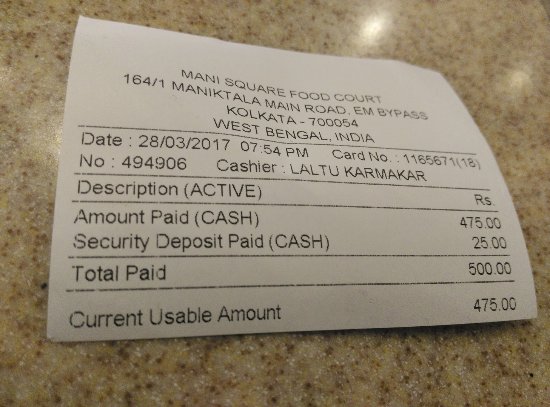 MANI SQUARE FOOD COURT
164/1 MANIKTALA MAIN ROAD, EM BYPASS
KOLKATA - 700054
WEST BENGAL, INDIA
Date : 28/03/2017 07:54 PM Card No. : 1165671(18)
No : 494906 Cashier : LALTU KARMAKAR
Description (ACTIVE) Rs.
Amount Paid (CASH) 475.00
Security Deposit Paid (CASH) 25.00
Total Paid 500.00
Current Usable Amount 475.00